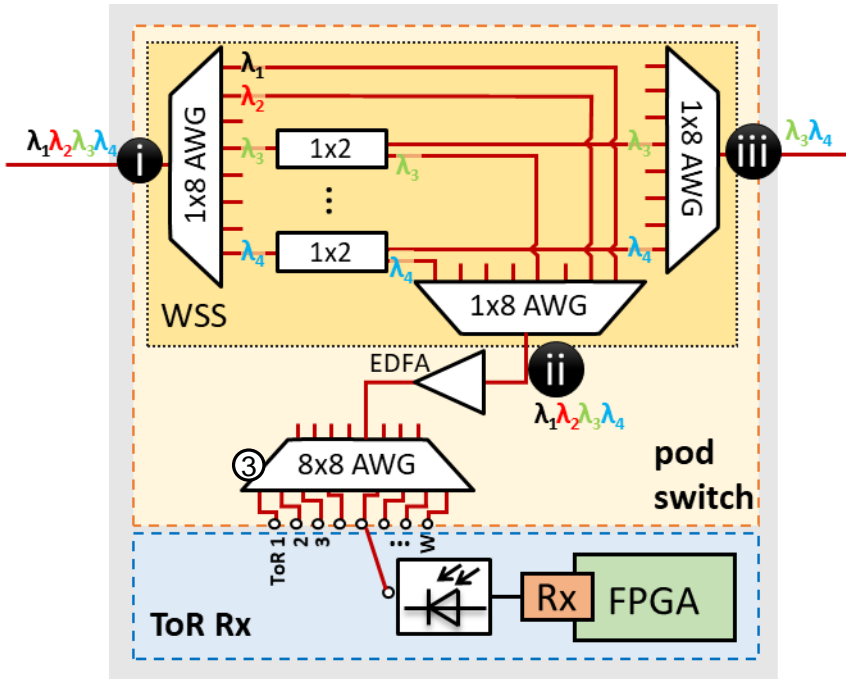 λ1
λ2
λ1λ2λ3λ4
i
1x8 AWG
λ3
1x2
λ3
λ3
1x8 AWG
iii
λ3λ4
...
λ4
1x2
λ4
λ4
WSS
1x8 AWG
EDFA
ii
λ1λ2λ3λ4
3
8x8 AWG
pod
switch
ToR 1
2
3
...
W
ToR Rx
Rx
FPGA